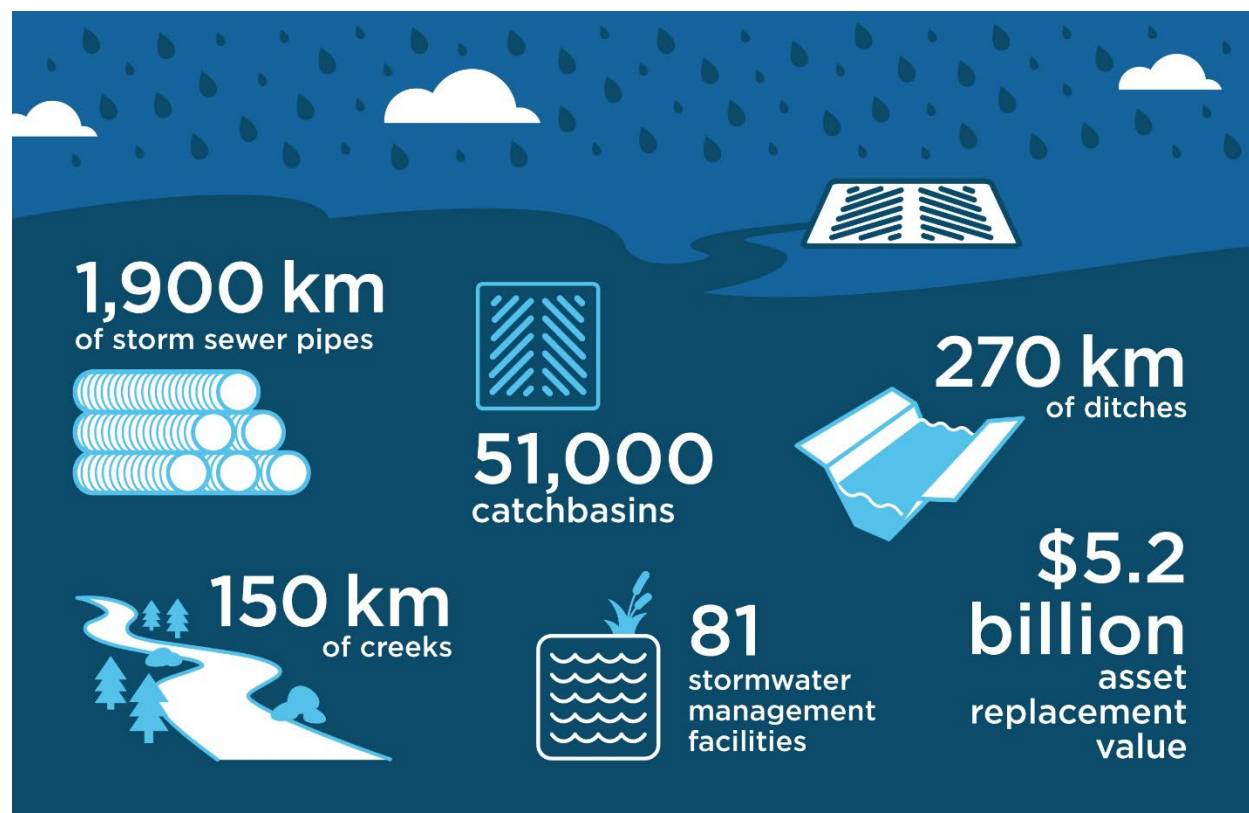 1,900 km
of storm sewer pipes
51,000
catchbasins
270 km
of ditches
150 km
of creeks
81
stormwater
management
facilities
$5.2
billion
asset
replacement
value